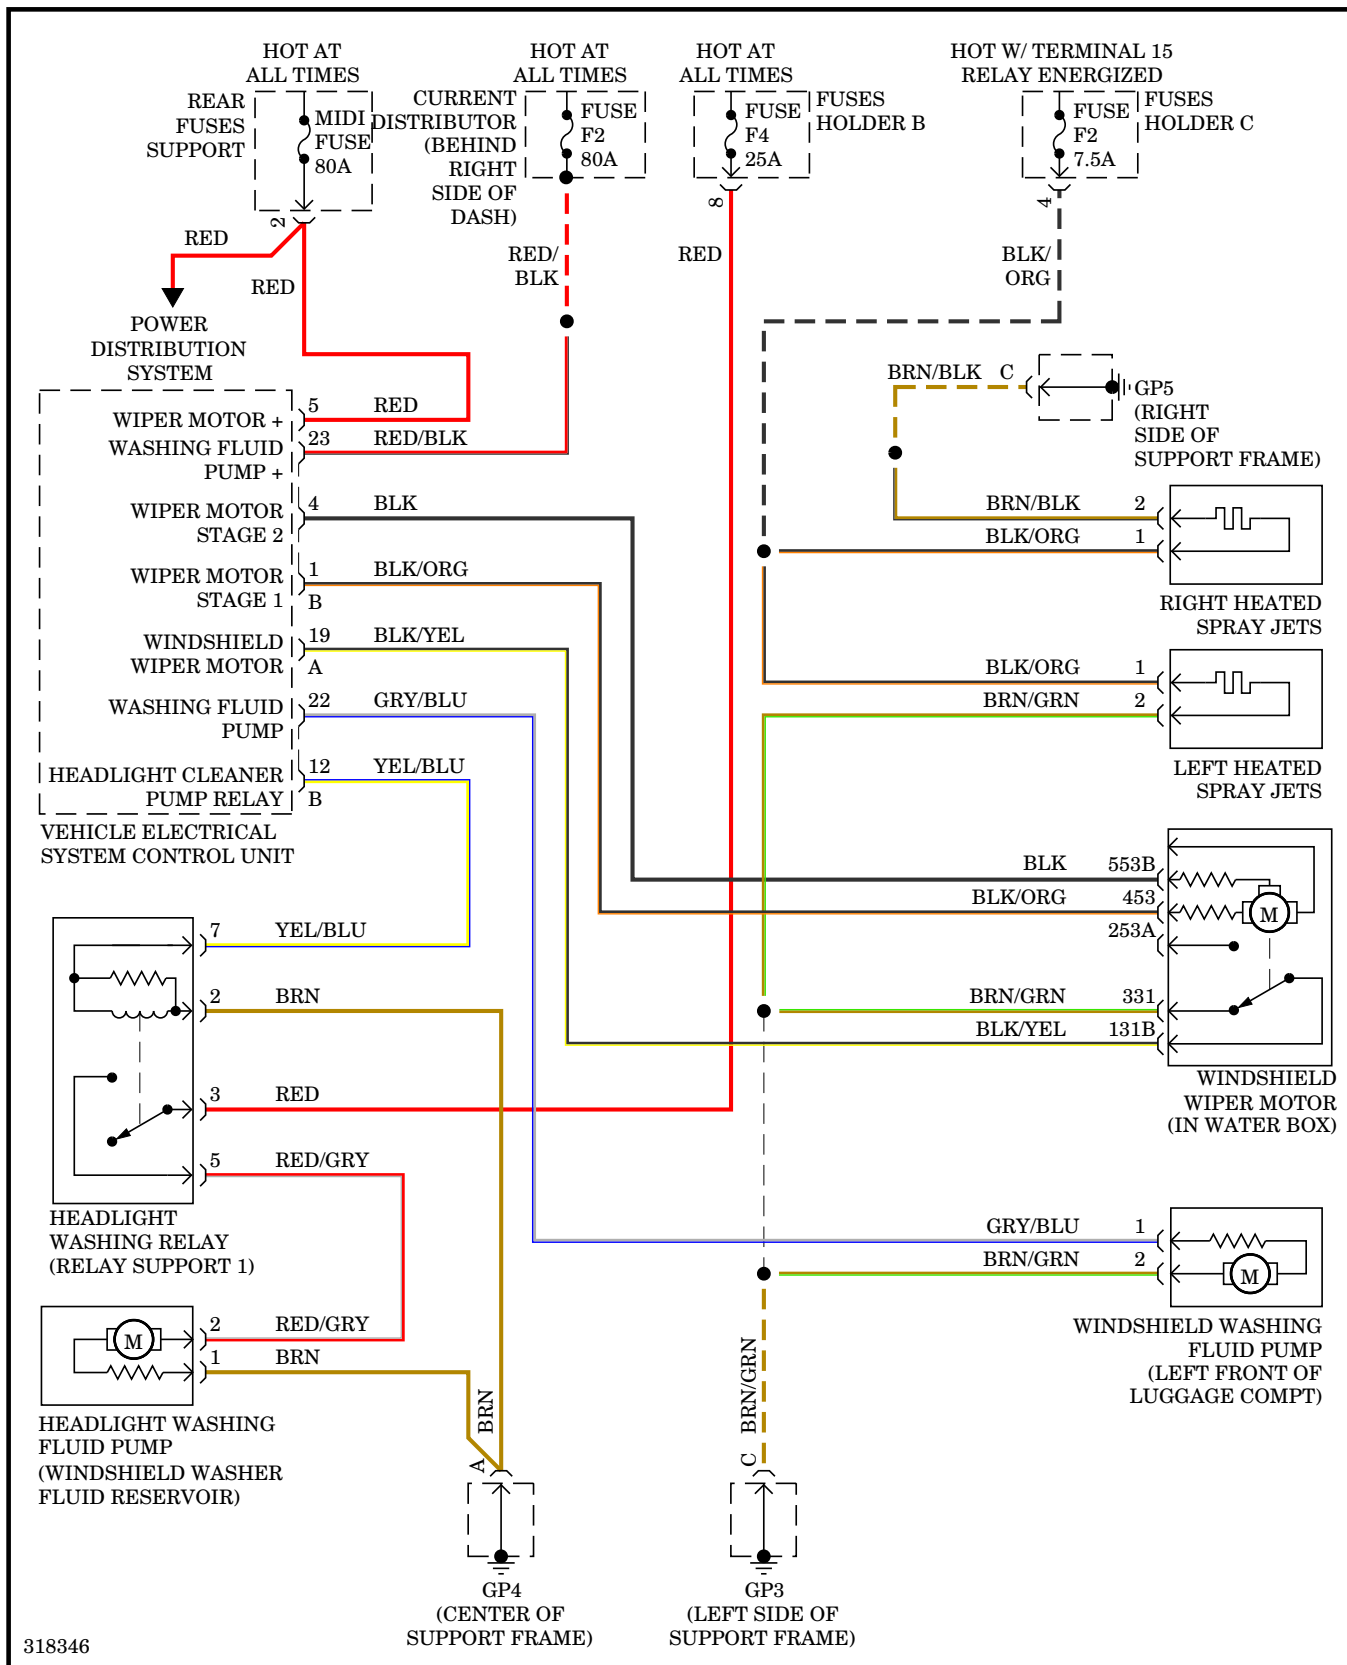 HOT AT
ALL TIMES
HOT AT
ALL TIMES
HOT AT
ALL TIMES
HOT W/ TERMINAL 15
RELAY ENERGIZED
REAR
FUSES
SUPPORT
MIDI
FUSE
80A
CURRENT
DISTRIBUTOR
(BEHIND
RIGHT
SIDE OF
DASH)
FUSE
F2
80A
FUSE
F4
25A
FUSES
HOLDER B
FUSE
F2
7.5A
FUSES
HOLDER C
2
8
4
RED
RED
RED/
BLK
RED
BLK/
ORG
POWER
DISTRIBUTION
SYSTEM
BRN/BLK C
GP5
(RIGHT
SIDE OF
SUPPORT FRAME)
WIPER MOTOR +
5 RED
WASHING FLUID
PUMP +
23 RED/BLK
WIPER MOTOR
STAGE 2
4 BLK
WIPER MOTOR
STAGE 1
1 BLK/ORG
B
WINDSHIELD
WIPER MOTOR
19 BLK/YEL
A
WASHING FLUID
PUMP
22 GRY/BLU
HEADLIGHT CLEANER
PUMP RELAY
12 YEL/BLU
B
VEHICLE ELECTRICAL
SYSTEM CONTROL UNIT
BRN/BLK 2
BLK/ORG 1
RIGHT HEATED
SPRAY JETS
BLK/ORG 1
BRN/GRN 2
LEFT HEATED
SPRAY JETS
BLK 553B
BLK/ORG 453
253A
BRN/GRN 331
BLK/YEL 131B
M
WINDSHIELD
WIPER MOTOR
(IN WATER BOX)
7 YEL/BLU
2 BRN
3 RED
5 RED/GRY
HEADLIGHT
WASHING RELAY
(RELAY SUPPORT 1)
GRY/BLU 1
BRN/GRN 2
M
WINDSHIELD WASHING
FLUID PUMP
(LEFT FRONT OF
LUGGAGE COMPT)
M
2 RED/GRY
1 BRN
HEADLIGHT WASHING
FLUID PUMP
(WINDSHIELD WASHER
FLUID RESERVOIR)
BRN
A
BRN/GRN
C
GP4
(CENTER OF
SUPPORT FRAME)
GP3
(LEFT SIDE OF
SUPPORT FRAME)
318346